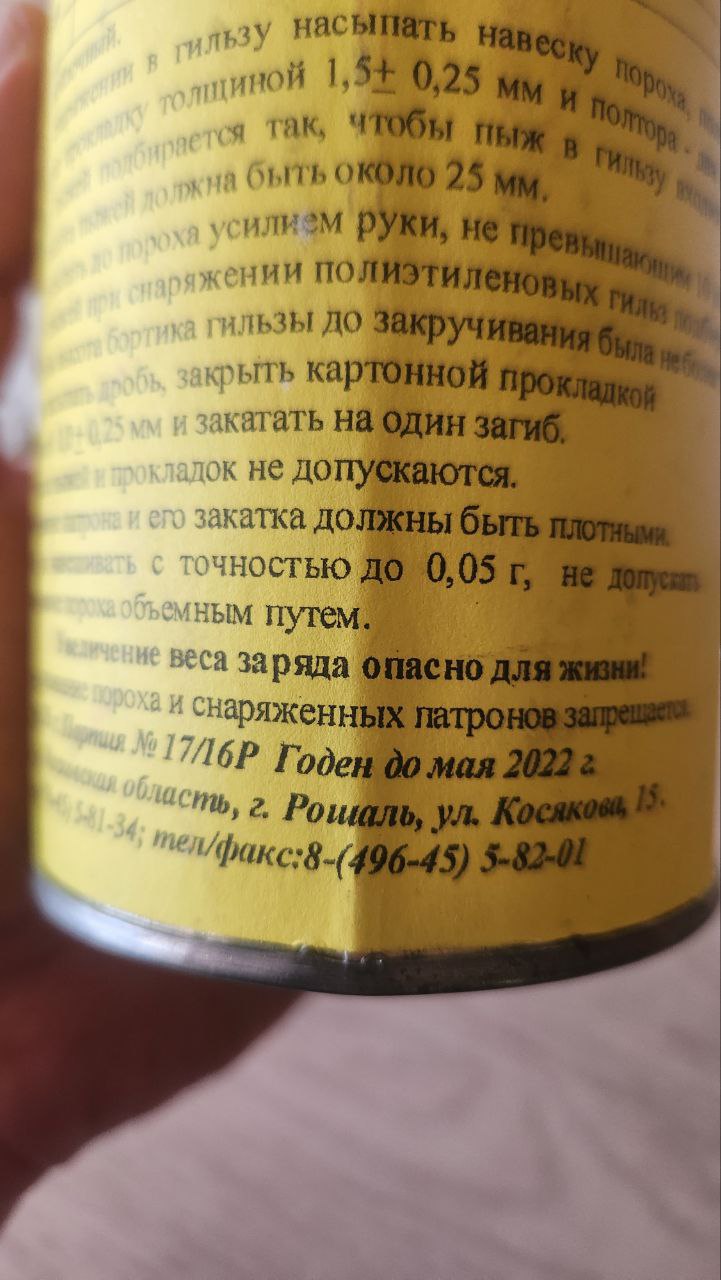 в гильзу насыпать навеску пороха,
прокладку толщиной 1,5± 0,25 мм и полтора -
подбирается так, чтобы пыж в гильзу
должна быть около 25 мм.
до пороха усилием руки, не превышающим
при снаряжении полиэтиленовых гильз
бортика гильзы до закручивания была не
дробь, закрыть картонной прокладкой
0,25 мм и закатать на один загиб.
и прокладок не допускаются.
патрона и его закатка должны быть плотными.
с точностью до 0,05 г, не допускать
пороха объемным путем.
Увеличение веса заряда опасно для жизни!
пороха и снаряженных патронов запрещается.
Партия № 17/16Р Годен до мая 2022 г.
область, г. Рошаль, ул. Косякова, 15.
5-81-34; тел/факс:8-(496-45) 5-82-01